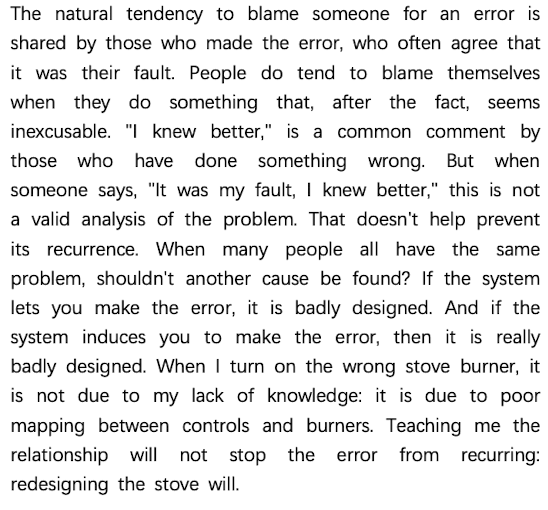 The natural tendency to blame someone for an error is
shared by those who made the error, who often agree that
it was their fault. People do tend to blame themselves
when they do something that, after the fact, seems
inexcusable. "I knew better," is a common comment by
those who have done something wrong. But when
someone says, "It was my fault, I knew better," this is not
a valid analysis of the problem. That doesn't help prevent
its recurrence. When many people all have the same
problem, shouldn't another cause be found? If the system
lets you make the error, it is badly designed. And if the
system induces you to make the error, then it is really
badly designed. When I turn on the wrong stove burner, it
is not due to my lack of knowledge: it is due to poor
mapping between controls and burners. Teaching me the
relationship will not stop the error from recurring:
redesigning the stove will.